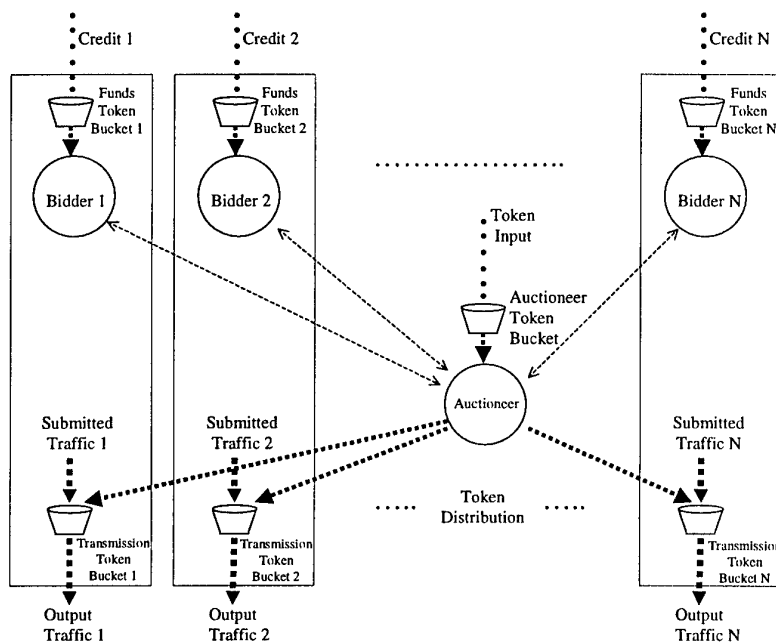 Credit 1
Credit 2
Credit N
Funds
Token
Bucket 1
Funds
Token
Bucket 2
Funds
Token
Bucket N
Bidder 1
Bidder 2
Bidder N
Token
Input
Auctioneer
Token
Bucket
Auctioneer
Submitted
Traffic 1
Submitted
Traffic 2
Submitted
Traffic N
Token
Distribution
Transmission
Token
Bucket 1
Transmission
Token
Bucket 2
Transmission
Token
Bucket N
Output
Traffic 1
Output
Traffic 2
Output
Traffic N